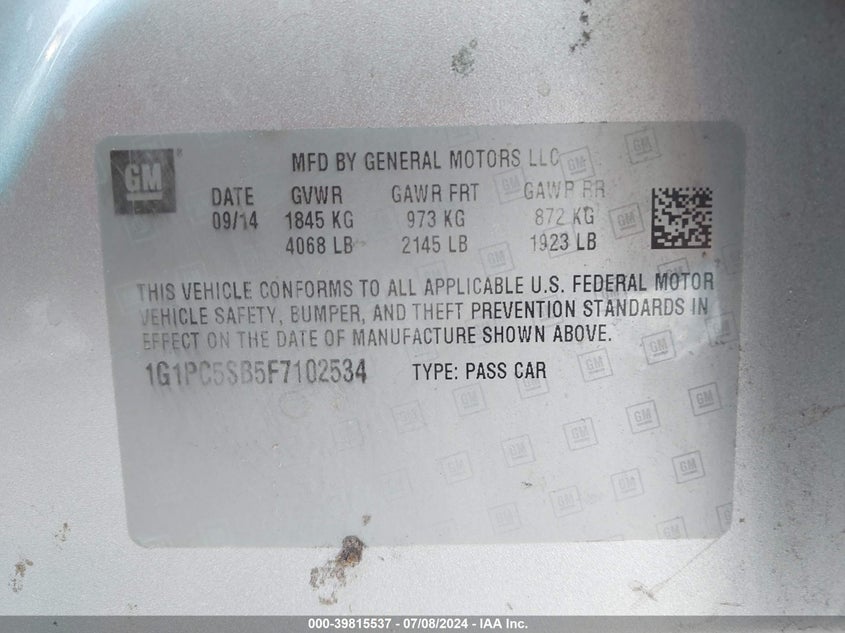 GM
MFD BY GENERAL MOTORS LLC
DATE GVWR GAWR FRT GAWR RR
09/14 1845 KG 973 KG 872 KG
4068 LB 2145 LB 1923 LB
THIS VEHICLE CONFORMS TO ALL APPLICABLE U.S. FEDERAL MOTOR
VEHICLE SAFETY, BUMPER, AND THEFT PREVENTION STANDARDS IN
EFFECT ON THE DATE OF MANUFACTURE SHOWN ABOVE.
1G1PC5SB5F7102534 TYPE: PASS CAR
000-39815537 - 07/08/2024 - IAA Inc.